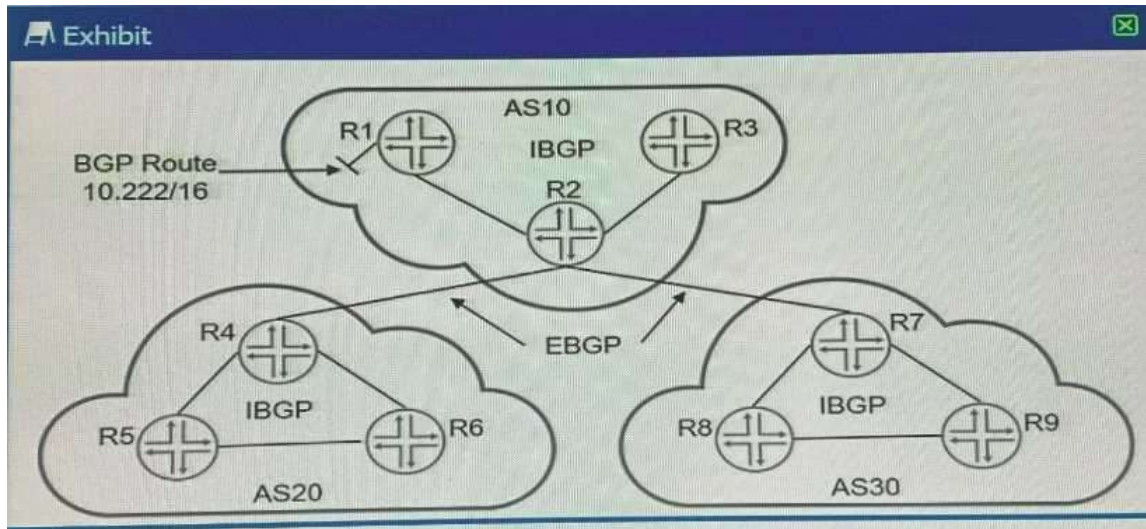 Exhibit
AS10
R1
R3
IBGP
BGP Route
10.222/16
R2
R4
R7
EBGP
IBGP
IBGP
R5
R6
R8
R9
AS20
AS30